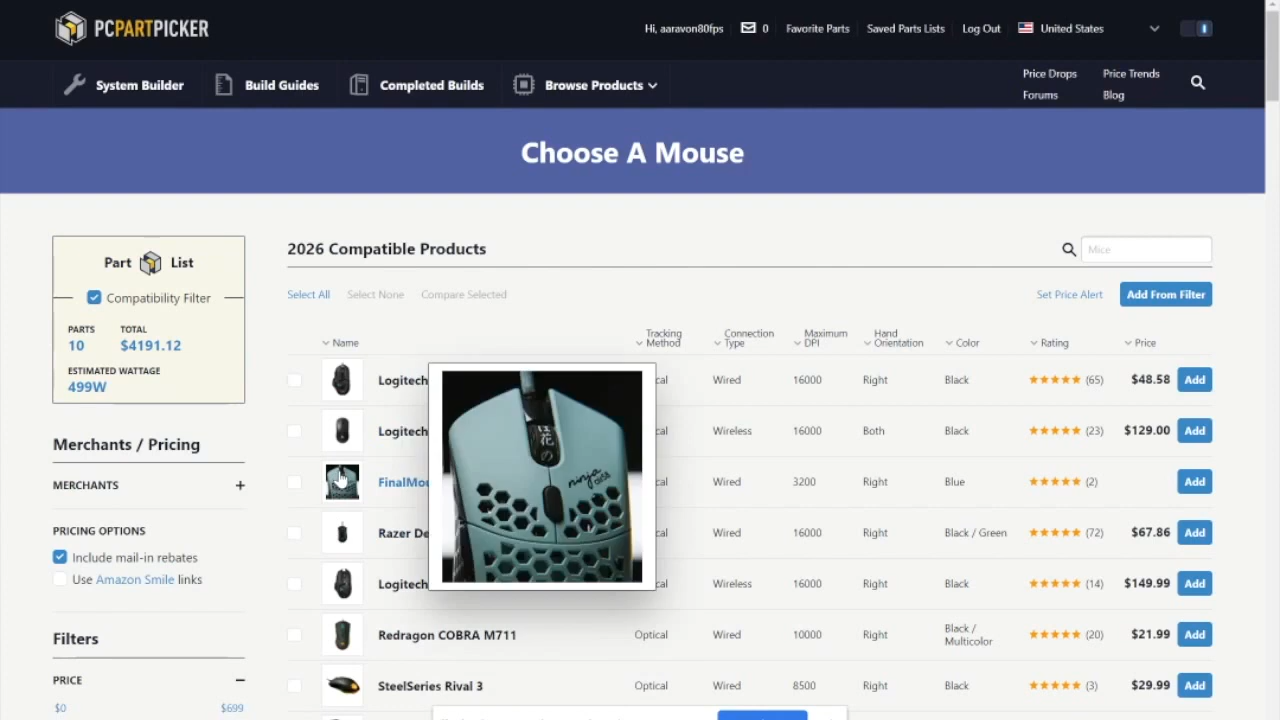 PCPARTPICKER
Hi, aaravon80fps
0
Favorite Parts
Saved Parts Lists
Log Out
United States
System Builder
Build Guides
Completed Builds
Browse Products
Price Drops
Price Trends
Forums
Blog
Choose A Mouse
Part List
Compatibility Filter
PARTS TOTAL
10 $4191.12
ESTIMATED WATTAGE
499W
Merchants / Pricing
MERCHANTS +
PRICING OPTIONS
Include mail-in rebates
Use Amazon Smile links
Filters
PRICE −
$0 $699
2026 Compatible Products
Mice
Select All Select None Compare Selected
Set Price Alert Add From Filter
Name Tracking Method Connection Type Maximum DPI Hand Orientation Color Rating Price
Logitech cal Wired 16000 Right Black (65) $48.58 Add
Logitech cal Wireless 16000 Both Black (23) $129.00 Add
FinalMou cal Wired 3200 Right Blue (2) Add
Razer De cal Wired 16000 Right Black / Green (72) $67.86 Add
Logitech cal Wireless 16000 Right Black (14) $149.99 Add
Redragon COBRA M711 Optical Wired 10000 Right Black / Multicolor (20) $21.99 Add
SteelSeries Rival 3 Optical Wired 8500 Right Black (3) $29.99 Add
ninja